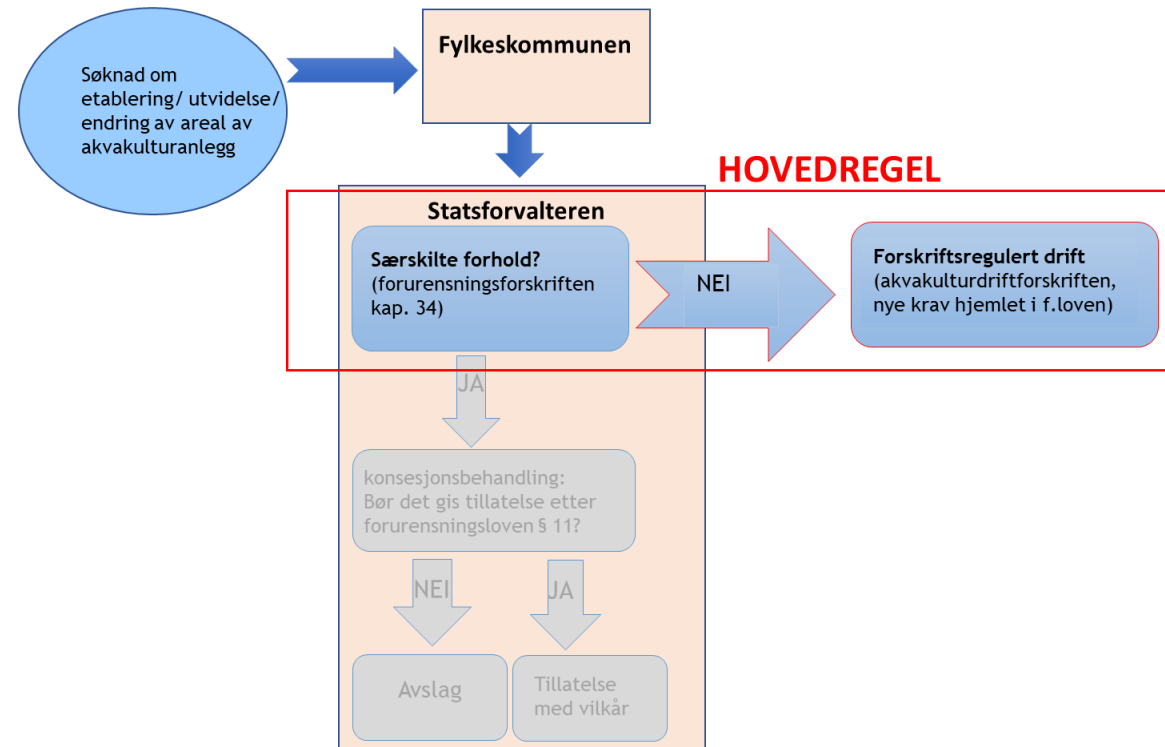 Fylkeskommunen
Søknad om
etablering/ utvidelse/
endring av areal av
akvakulturanlegg
HOVEDREGEL
Statsforvalteren
Særskilte forhold?
(forurensningsforskriften
kap. 34)
NEI
Forskriftsregulert drift
(akvakulturdriftforskriften,
nye krav hjemlet i f.loven)
JA
konsesjonsbehandling:
Bør det gis tillatelse etter
forurensningsloven § 11?
NEI
JA
Avslag
Tillatelse
med vilkår